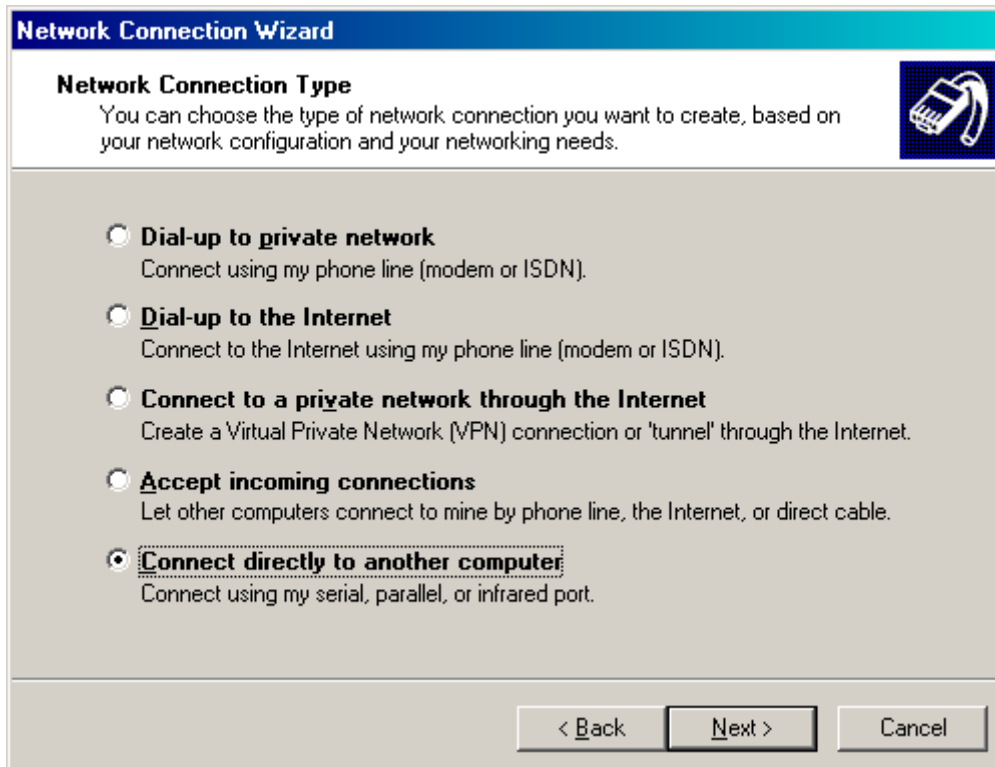 Network Connection Wizard
Network Connection Type
You can choose the type of network connection you want to create, based on
your network configuration and your networking needs.
Dial-up to private network
Connect using my phone line (modem or ISDN).
Dial-up to the Internet
Connect to the Internet using my phone line (modem or ISDN).
Connect to a private network through the Internet
Create a Virtual Private Network (VPN) connection or 'tunnel' through the Internet.
Accept incoming connections
Let other computers connect to mine by phone line, the Internet, or direct cable.
Connect directly to another computer
Connect using my serial, parallel, or infrared port.
< Back Next > Cancel